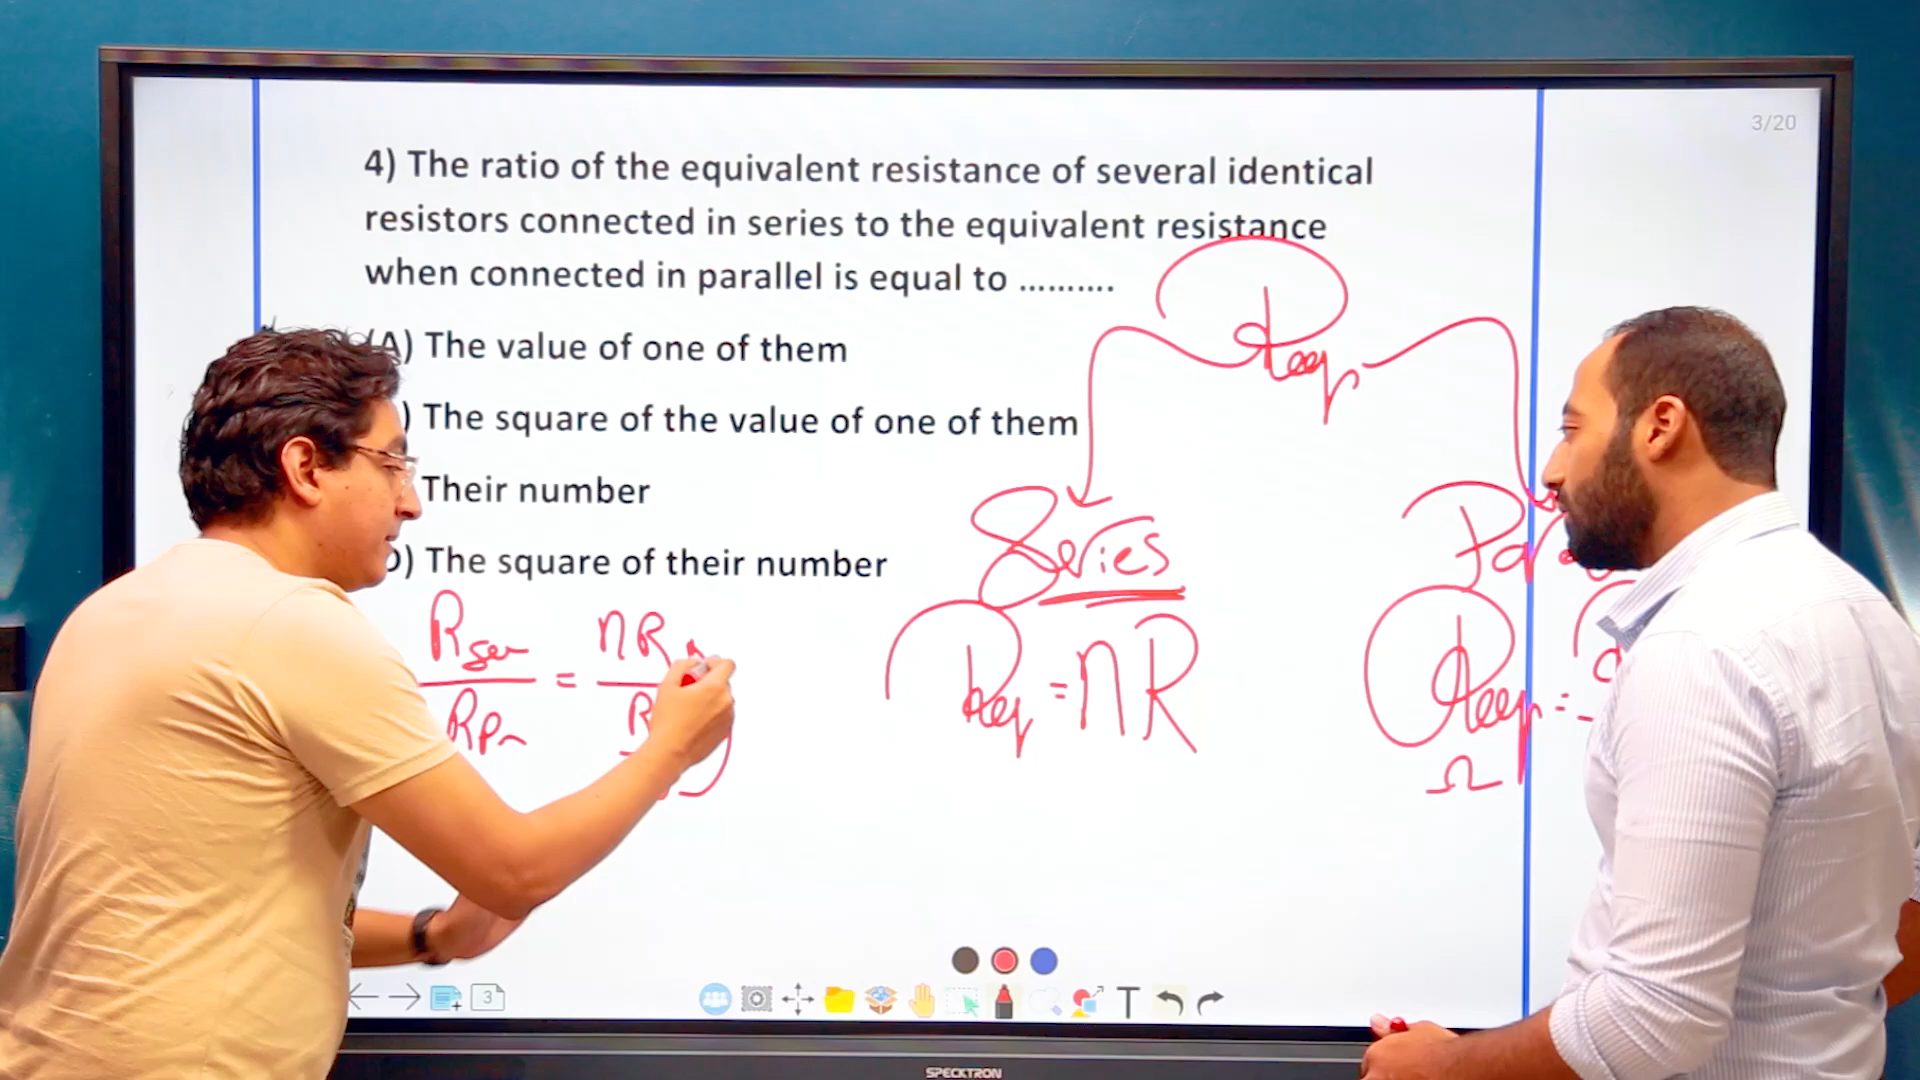 3/20
4) The ratio of the equivalent resistance of several identical
resistors connected in series to the equivalent resistance
when connected in parallel is equal to ..........
(A) The value of one of them
) The square of the value of one of them
Their number
) The square of their number
Req
Series
Req = nR
Par
Req =
Ω
Rser = nR
3
T
SPECKTRON